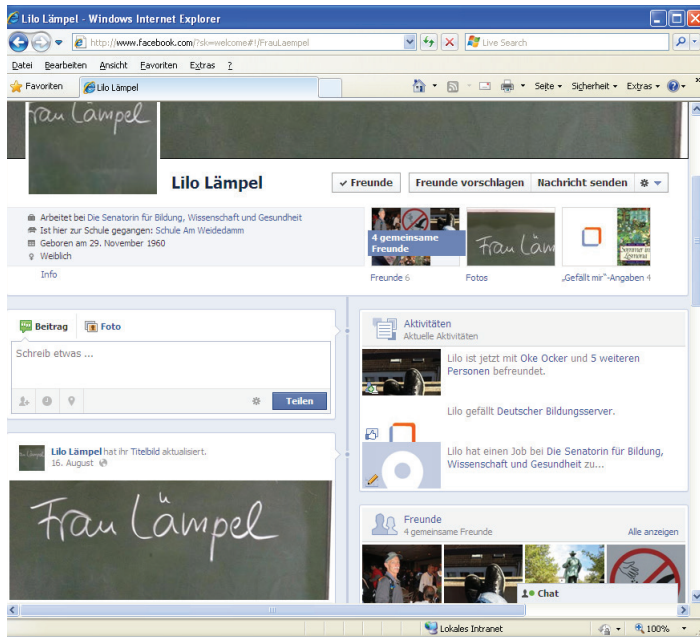 Lilo Lämpel - Windows Internet Explorer
http://www.facebook.com/?sk=welcome#!/FrauLaempel
Live Search
Datei Bearbeiten Ansicht Favoriten Extras ?
Favoriten Lilo Lämpel Seite Sicherheit Extras
rau Lämpel
Lilo Lämpel
Freunde Freunde vorschlagen Nachricht senden
Arbeitet bei Die Senatorin für Bildung, Wissenschaft und Gesundheit
Ist hier zur Schule gegangen: Schule Am Weidedamm
Geboren am 29. November 1960
Weiblich
Info
4 gemeinsame
Freunde
Frau Läm
Sommer in
Lesmona
Freunde 6 Fotos „Gefällt mir“-Angaben 4
Beitrag Foto
Schreib etwas ...
Teilen
Lilo Lämpel hat ihr Titelbild aktualisiert.
16. August
Frau Lämpel
Aktivitäten
Aktuelle Aktivitäten
Lilo ist jetzt mit Oke Ocker und 5 weiteren
Personen befreundet.
Lilo gefällt Deutscher Bildungsserver.
Lilo hat einen Job bei Die Senatorin für Bildung,
Wissenschaft und Gesundheit zu...
Freunde
4 gemeinsame Freunde
Alle anzeigen
1 Chat
Lokales Intranet
100%